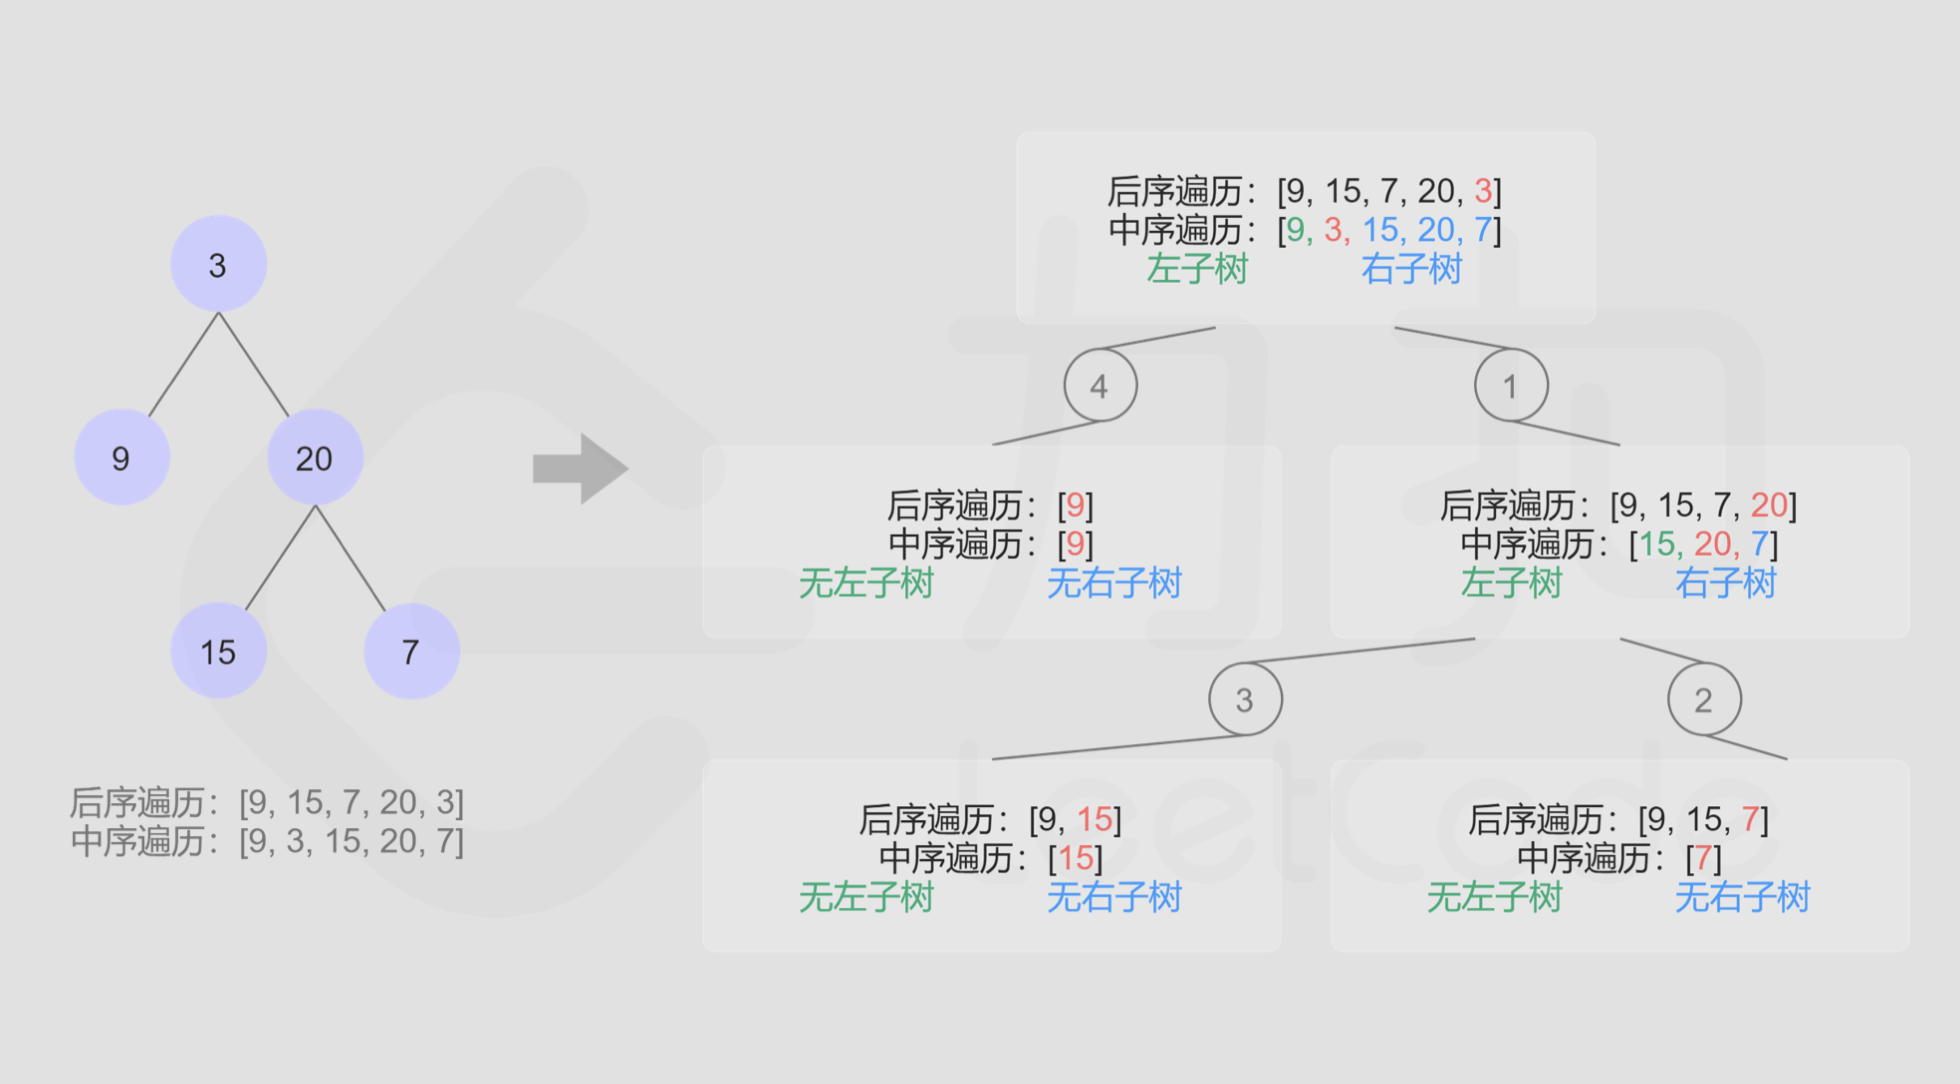 3
9
20
15
7
后序遍历：[9, 15, 7, 20, 3]
中序遍历：[9, 3, 15, 20, 7]
后序遍历：[9, 15, 7, 20, 3]
中序遍历：[9, 3, 15, 20, 7]
左子树 右子树
4
1
后序遍历：[9]
中序遍历：[9]
无左子树 无右子树
后序遍历：[9, 15, 7, 20]
中序遍历：[15, 20, 7]
左子树 右子树
3
2
后序遍历：[9, 15]
中序遍历：[15]
无左子树 无右子树
后序遍历：[9, 15, 7]
中序遍历：[7]
无左子树 无右子树
力扣
LeetCode